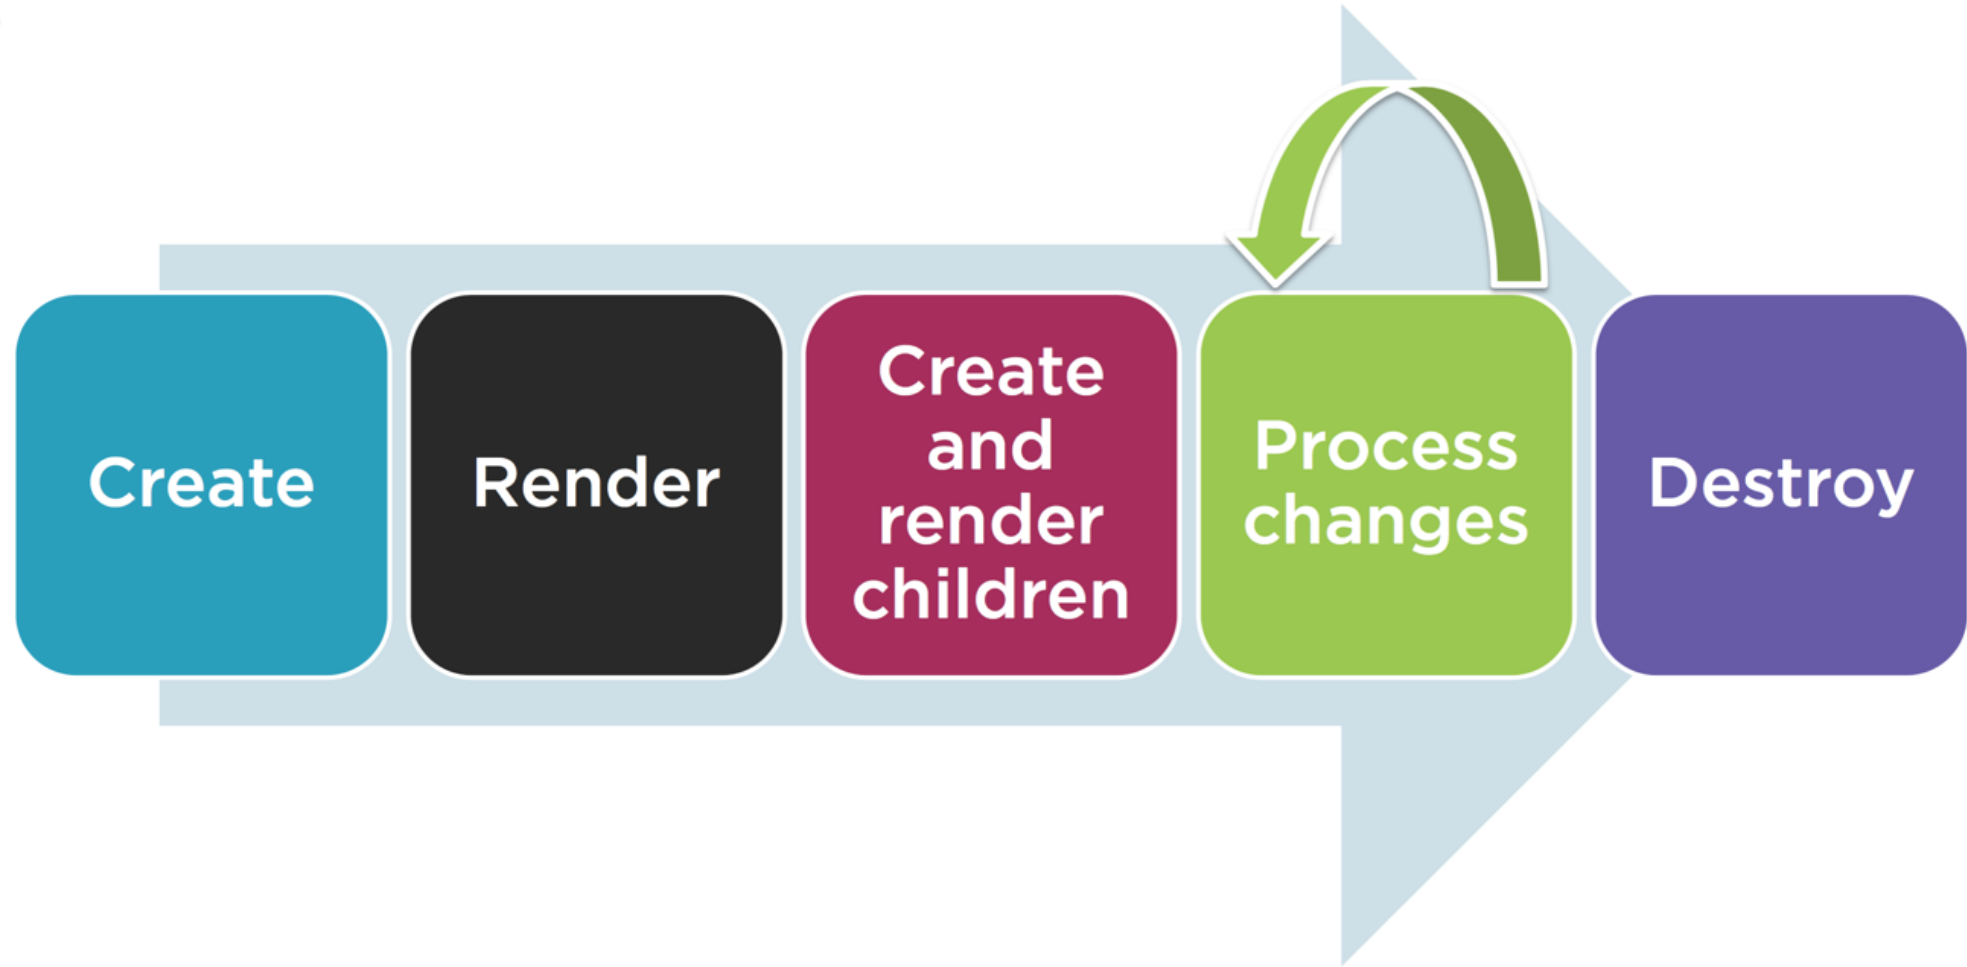 Create
Render
Create
and
render
children
Process
changes
Destroy